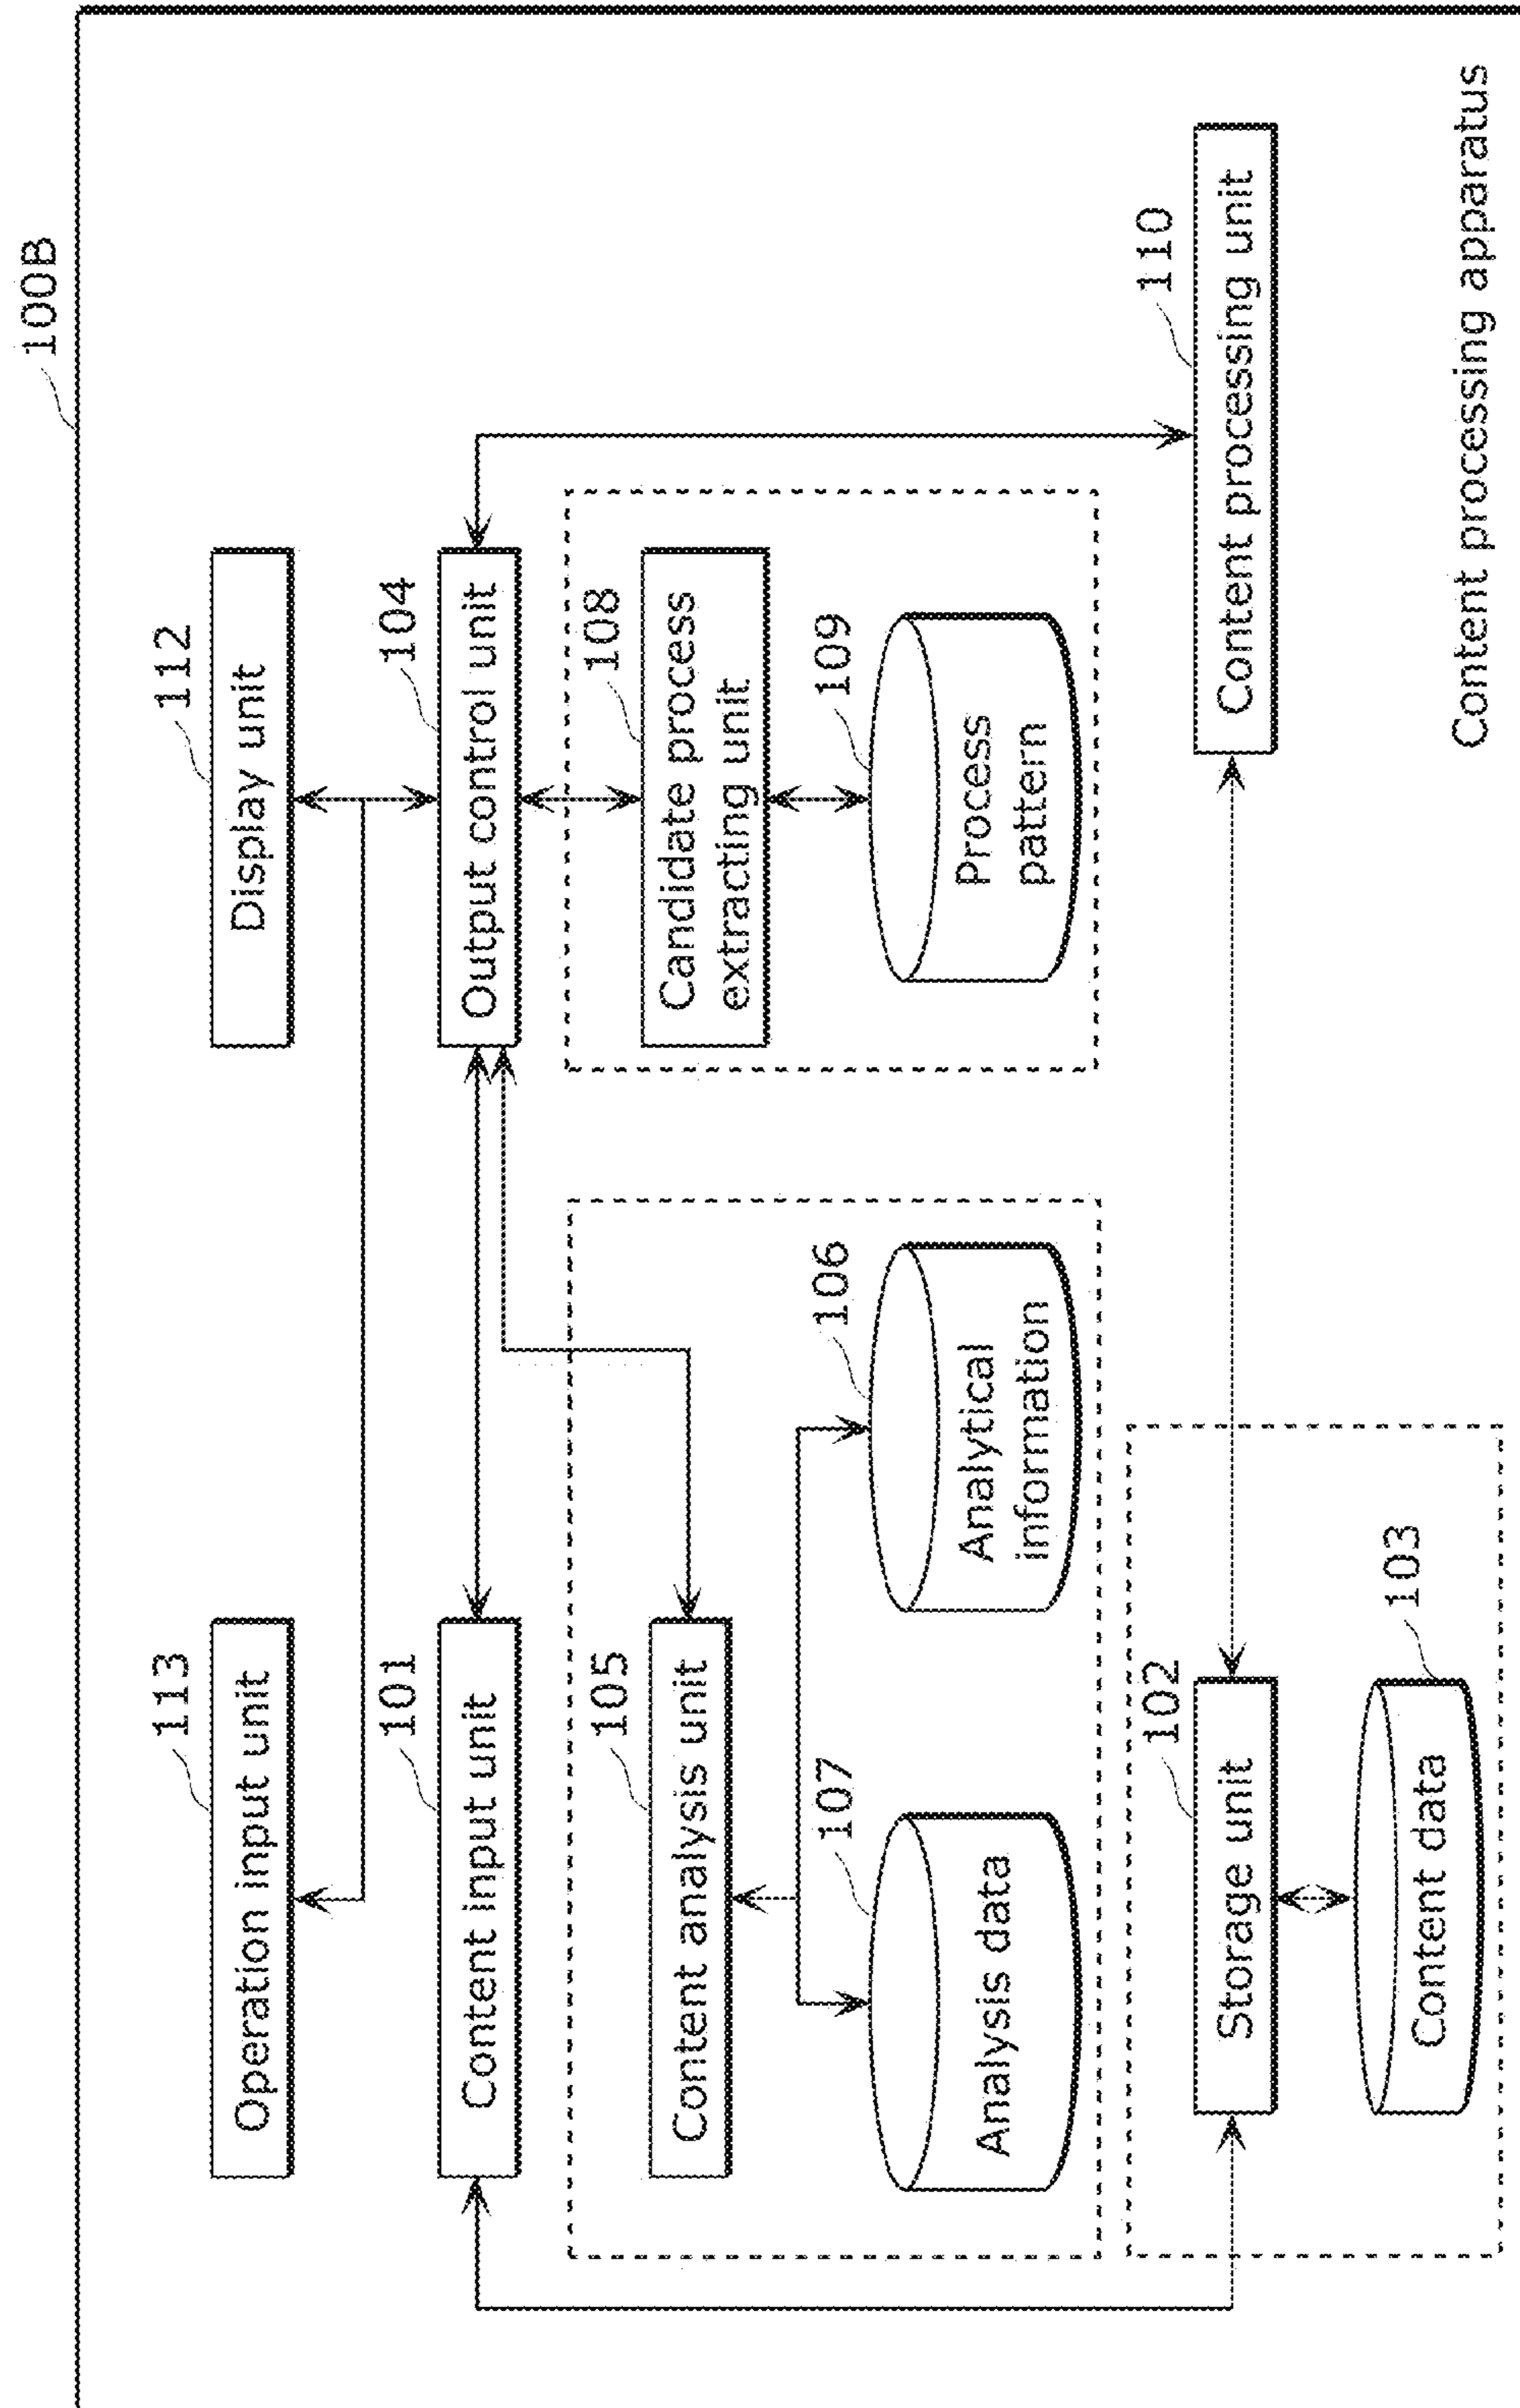 100B
113
Operation input unit
112
Display unit
101
Content input unit
104
Output control unit
105
Content analysis unit
108
Candidate process
extracting unit
107
Analysis data
106
Analytical
information
109
Process
pattern
102
Storage unit
110
Content processing unit
103
Content data
Content processing apparatus